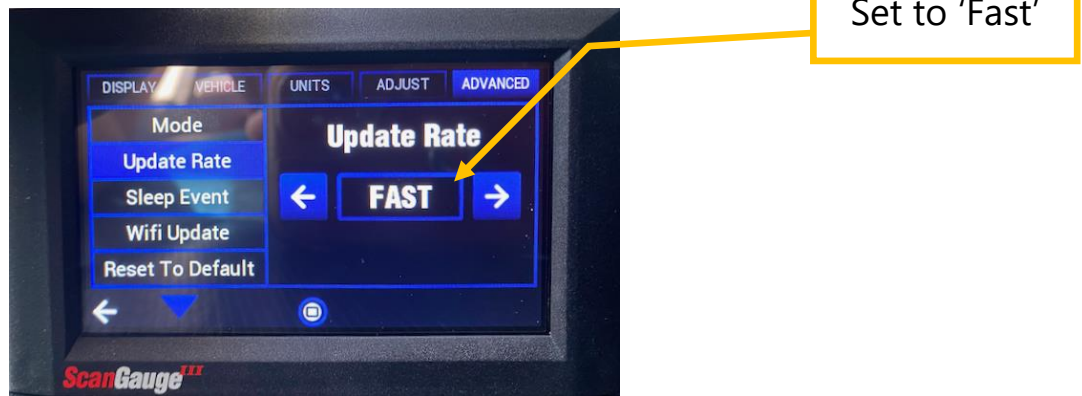 Set to ‘Fast’
DISPLAY VEHICLE UNITS ADJUST ADVANCED
Mode
Update Rate
Sleep Event
Wifi Update
Reset To Default
Update Rate
FAST
ScanGauge III